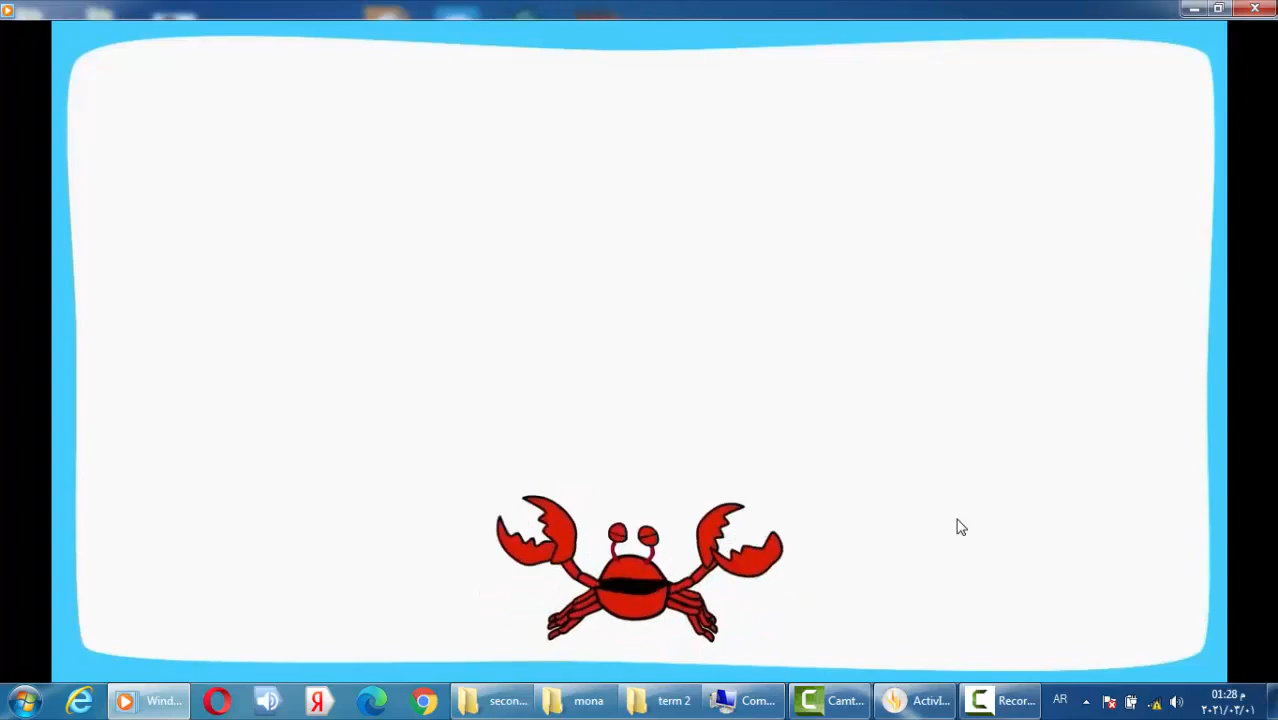 Wind...
secon...
mona
term 2
Com...
Camt...
ActivI...
Recor...
AR
01:28 م
٢٠٢١/٠٣/٠١